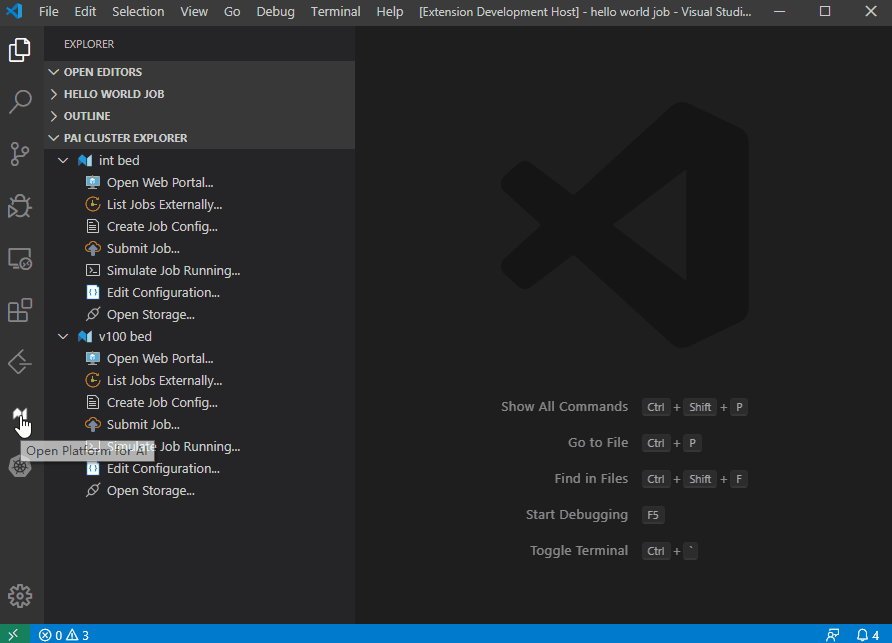 File Edit Selection View Go Debug Terminal Help [Extension Development Host] - hello world job - Visual Studi...
EXPLORER
OPEN EDITORS
HELLO WORLD JOB
OUTLINE
PAI CLUSTER EXPLORER
int bed
Open Web Portal...
List Jobs Externally...
Create Job Config...
Submit Job...
Simulate Job Running...
Edit Configuration...
Open Storage...
v100 bed
Open Web Portal...
List Jobs Externally...
Create Job Config...
Submit Job...
Simulate Job Running...
Open Platform for AI
Edit Configuration...
Open Storage...
Show All Commands Ctrl + Shift + P
Go to File Ctrl + P
Find in Files Ctrl + Shift + F
Start Debugging F5
Toggle Terminal Ctrl + `
0 3
4